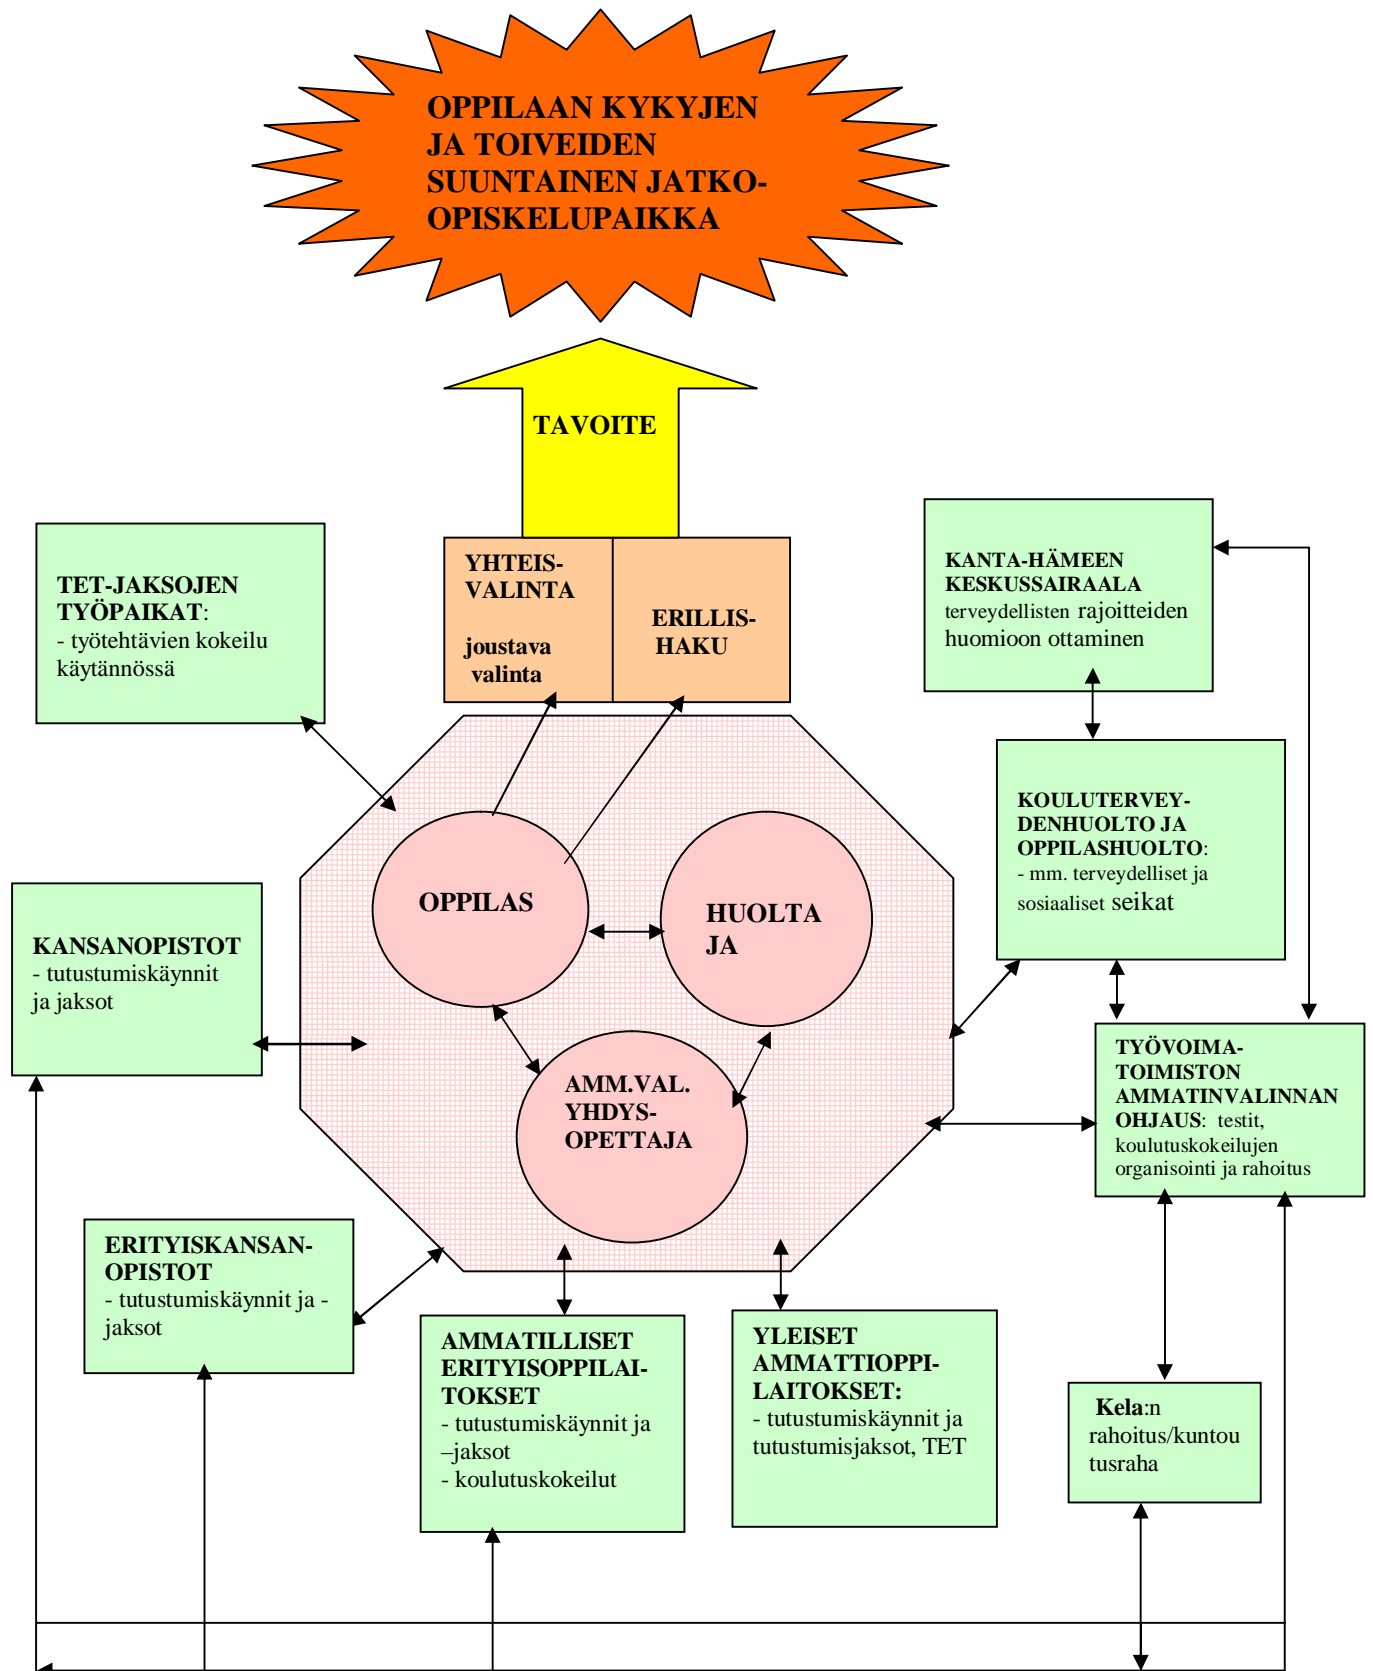 OPPILAAN KYKYJEN
JA TOIVEIDEN
SUUNTAINEN JATKO-
OPISKELUPAIKKA
TAVOITE
YHTEIS-
VALINTA
joustava
valinta
ERILLIS-
HAKU
TET-JAKSOJEN
TYÖPAIKAT:
- työtehtävien kokeilu
käytännössä
KANTA-HÄMEEN
KESKUSSAIRAALA
terveydellisten rajoitteiden
huomioon ottaminen
KOULUTERVEY-
DENHUOLTO JA
OPPILASHUOLTO:
- mm. terveydelliset ja
sosiaaliset seikat
OPPILAS
HUOLTA
JA
KANSANOPISTOT
- tutustumiskäynnit
ja jaksot
AMM.VAL.
YHDYS-
OPETTAJA
TYÖVOIMA-
TOIMISTON
AMMATINVALINNAN
OHJAUS: testit,
koulutuskokeilujen
organisointi ja rahoitus
ERITYISKANSAN-
OPISTOT
- tutustumiskäynnit ja -
jaksot
AMMATILLISET
ERITYISOPPILAI-
TOKSET
- tutustumiskäynnit ja
–jaksot
- koulutuskokeilut
YLEISET
AMMATTIOPPI-
LAITOKSET:
- tutustumiskäynnit ja
tutustumisjaksot, TET
Kela:n
rahoitus/kuntou
tusraha